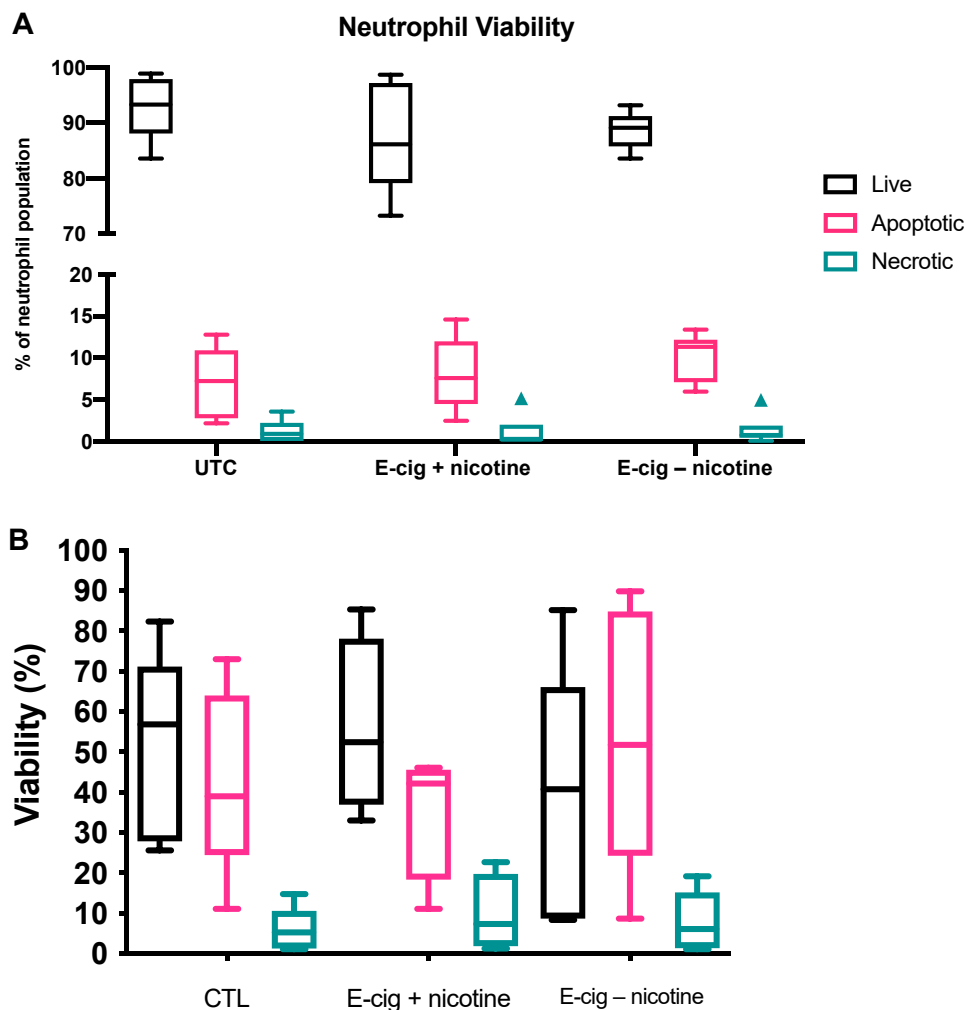 A
Neutrophil Viability
% of neutrophil population
100
90
80
70
20
15
10
5
0
UTC
E-cig + nicotine
E-cig – nicotine
Live
Apoptotic
Necrotic
B
Viability (%)
100
90
80
70
60
50
40
30
20
10
0
CTL
E-cig + nicotine
E-cig – nicotine